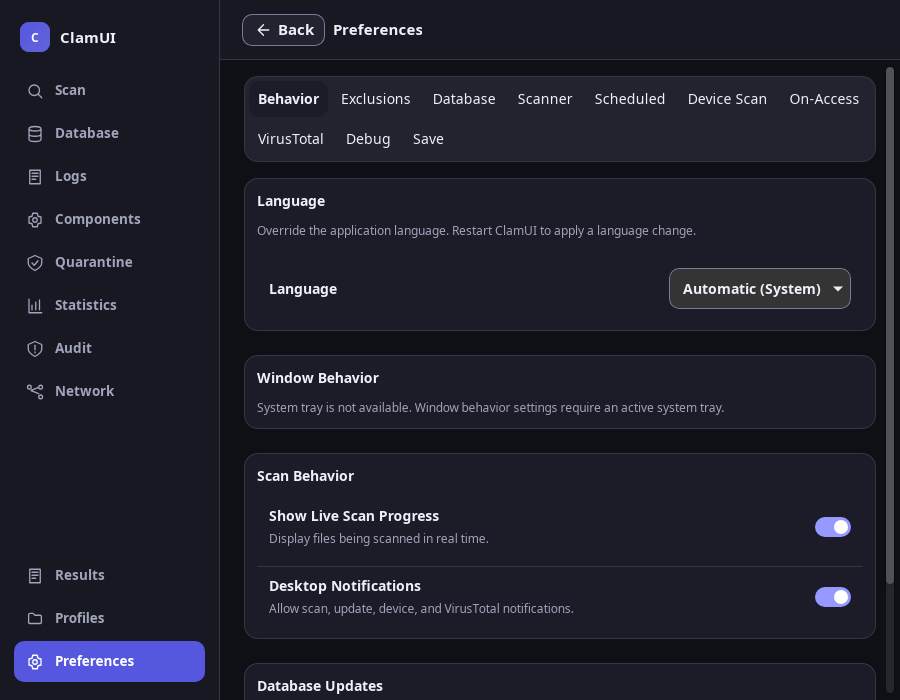 C
ClamUI
Scan
Database
Logs
Components
Quarantine
Statistics
Audit
Network
Results
Profiles
Preferences
Back
Preferences
Behavior
Exclusions
Database
Scanner
Scheduled
Device Scan
On-Access
VirusTotal
Debug
Save
Language
Override the application language. Restart ClamUI to apply a language change.
Language
Automatic (System)
Window Behavior
System tray is not available. Window behavior settings require an active system tray.
Scan Behavior
Show Live Scan Progress
Display files being scanned in real time.
Desktop Notifications
Allow scan, update, device, and VirusTotal notifications.
Database Updates